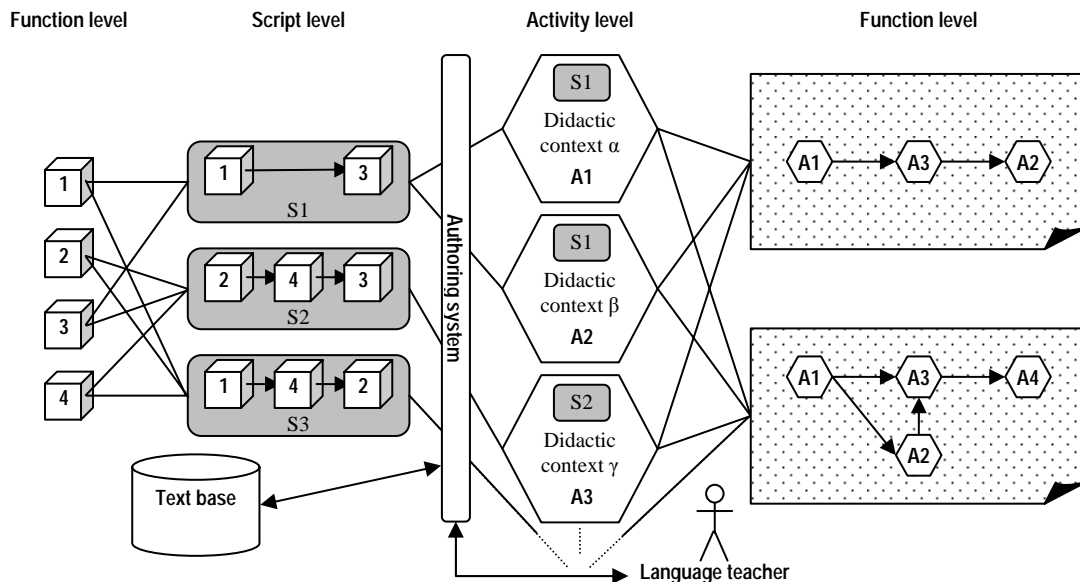 Function level
Script level
Activity level
Function level
1
2
3
4
1
3
S1
2
4
3
S2
1
4
2
S3
Text base
Authoring system
S1
Didactic
context α
A1
S1
Didactic
context β
A2
S2
Didactic
context γ
A3
A1
A3
A2
A1
A3
A4
A2
Language teacher